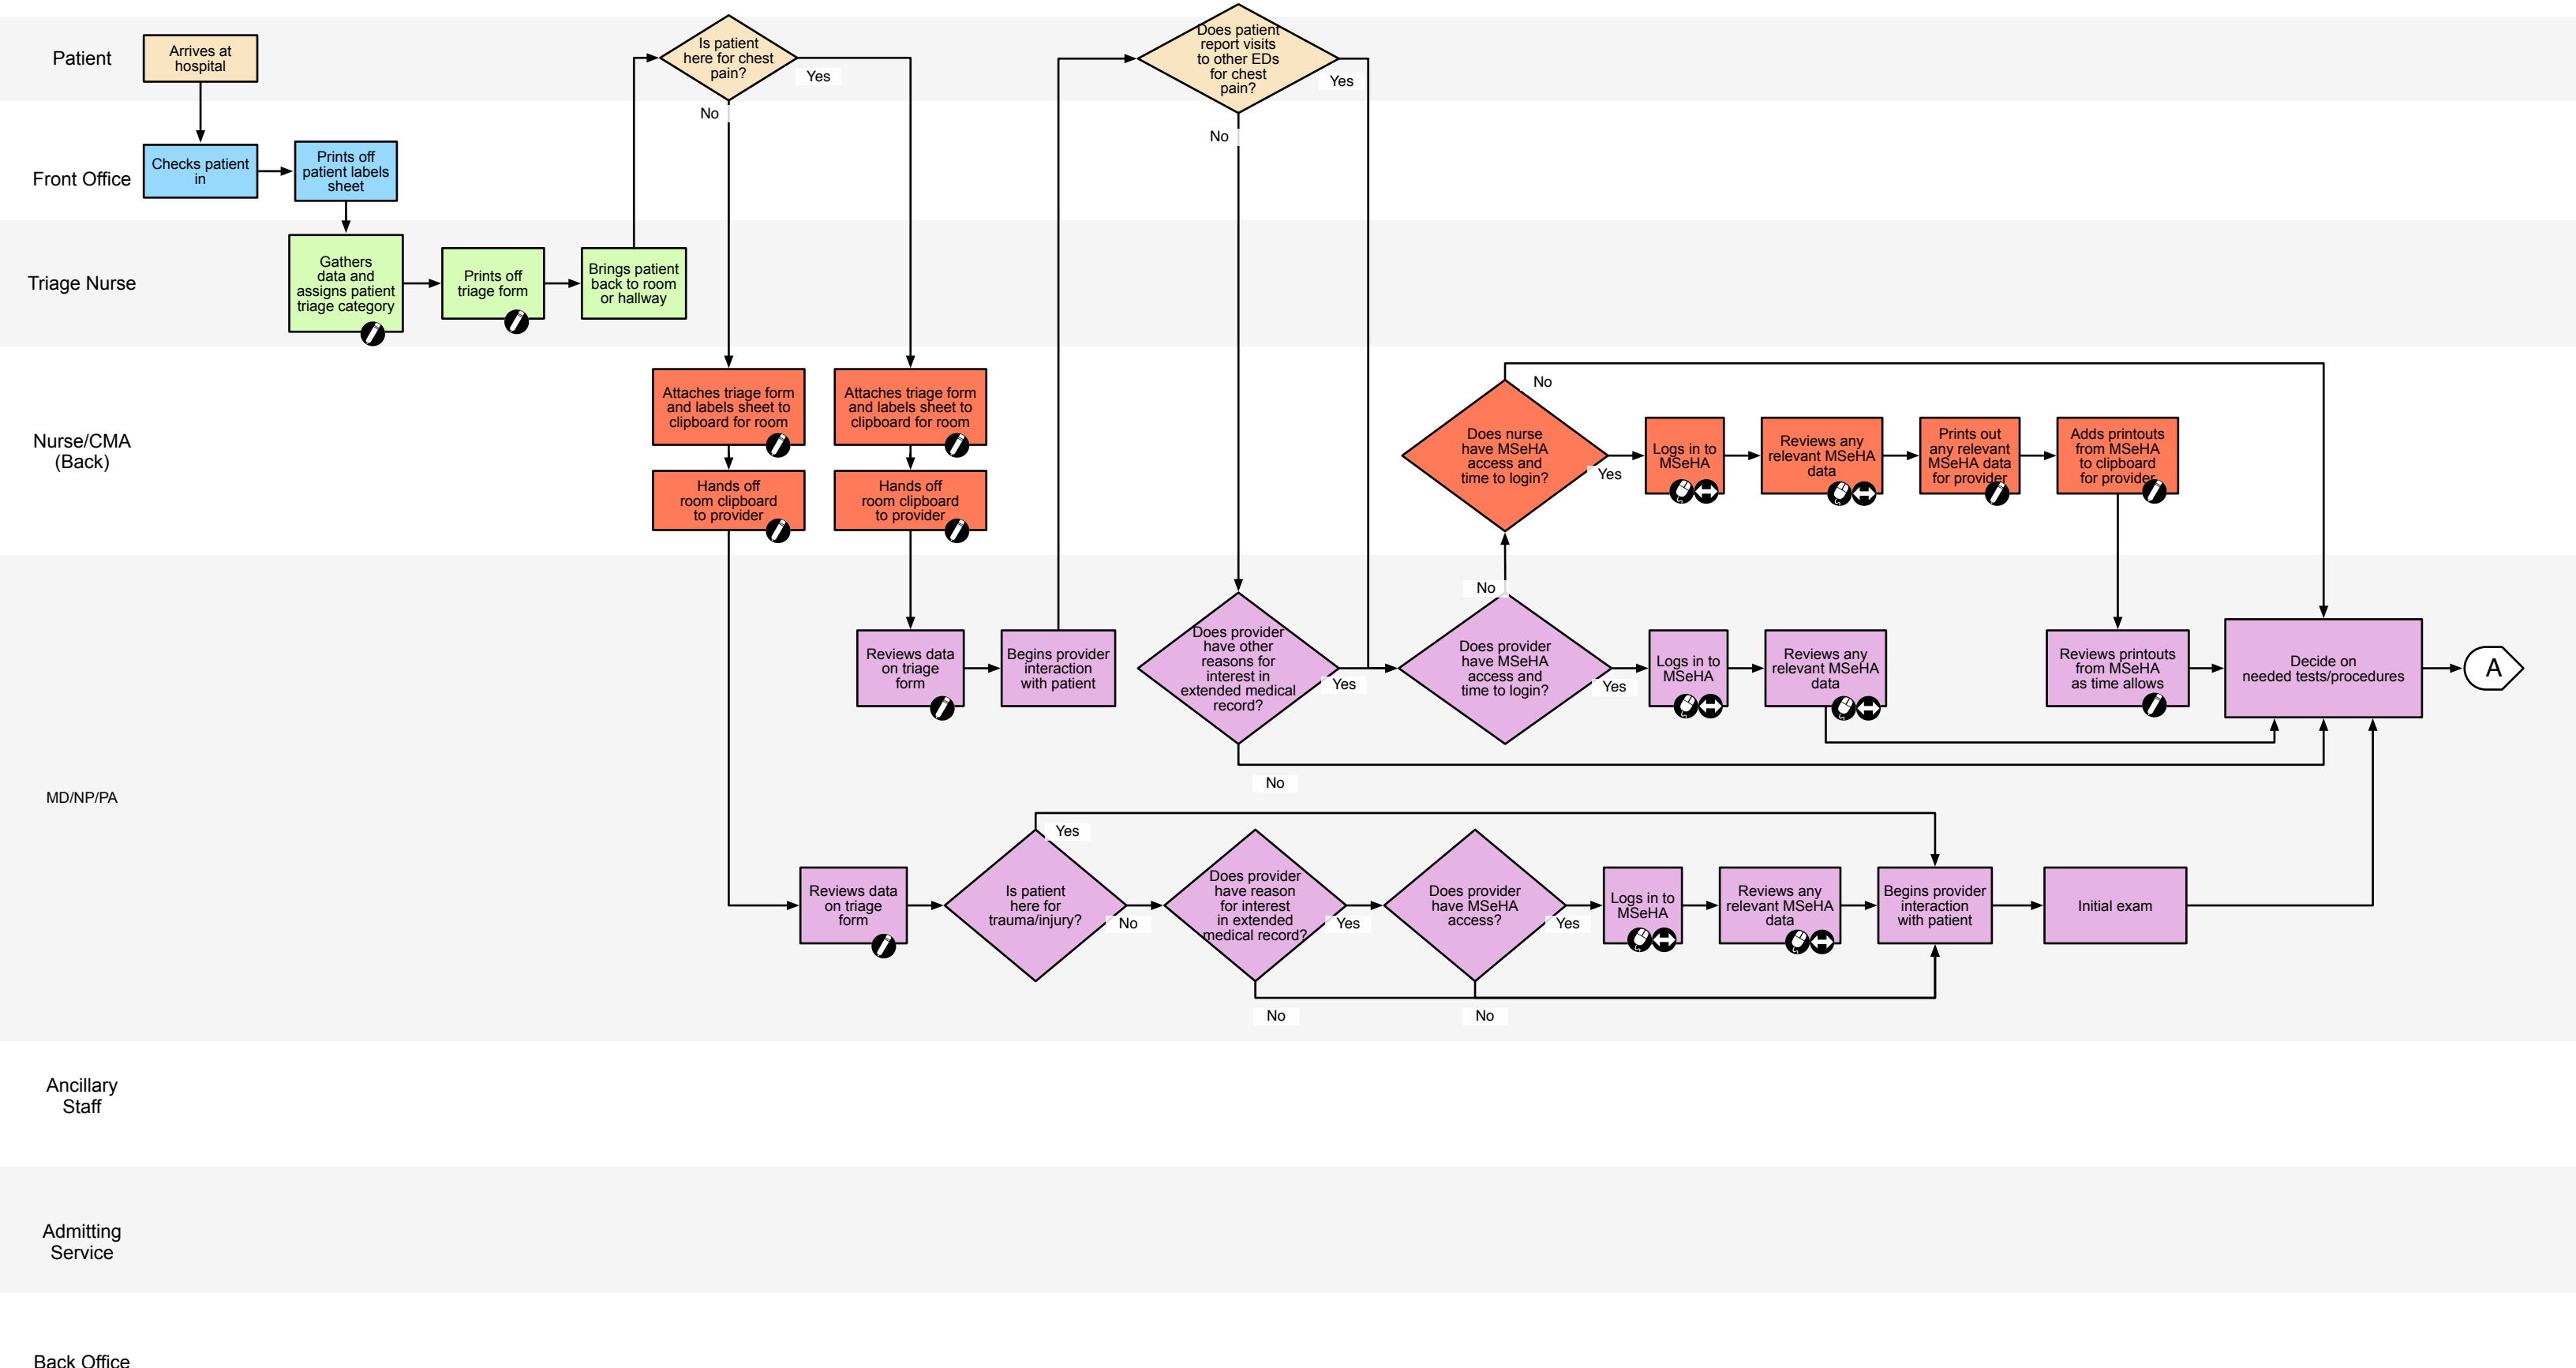 Patient
Arrives at
hospital
Is patient
here for chest
pain?
Yes
No
Does patient
report visits
to other EDs
for chest
pain?
Yes
No
Front Office
Checks patient
in
Prints off
patient labels
sheet
Triage Nurse
Gathers
data and
assigns patient
triage category
Prints off
triage form
Brings patient
back to room
or hallway
Nurse/CMA
(Back)
Attaches triage form
and labels sheet to
clipboard for room
Attaches triage form
and labels sheet to
clipboard for room
Hands off
room clipboard
to provider
Hands off
room clipboard
to provider
No
Does nurse
have MSeHA
access and
time to login?
Yes
Logs in to
MSeHA
Reviews any
relevant MSeHA
data
Prints out
any relevant
MSeHA data
for provider
Adds printouts
from MSeHA
to clipboard
for provider
MD/NP/PA
Reviews data
on triage
form
Begins provider
interaction
with patient
Does provider
have other
reasons for
interest in
extended medical
record?
Yes
No
No
Does provider
have MSeHA
access and
time to login?
Yes
Logs in to
MSeHA
Reviews any
relevant MSeHA
data
Reviews printouts
from MSeHA
as time allows
Decide on
needed tests/procedures
A
Reviews data
on triage
form
Yes
Is patient
here for
trauma/injury?
No
Does provider
have reason
for interest
in extended
medical record?
Yes
No
Does provider
have MSeHA
access?
Yes
No
Logs in to
MSeHA
Reviews any
relevant MSeHA
data
Begins provider
interaction
with patient
Initial exam
Ancillary
Staff
Admitting
Service
Back Office